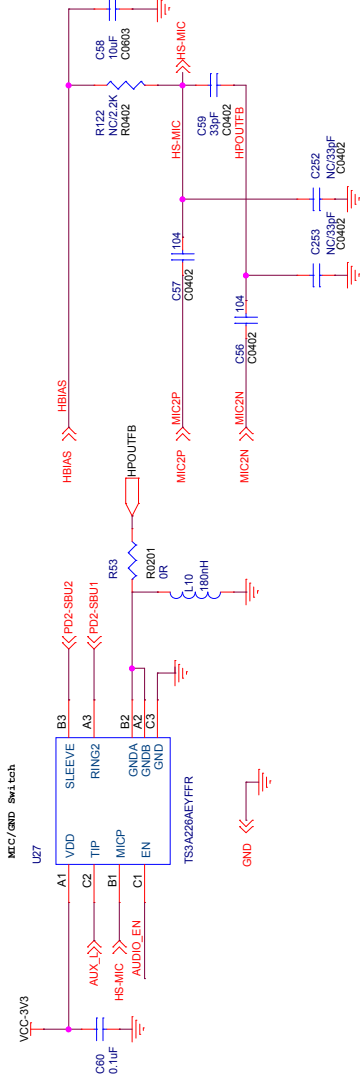 MIC/GND Switch
U27
VCC-3V3
C60
0.1uF
A1
VDD
C2
TIP
B1
MICP
C1
EN
AUX_L
HS-MIC
AUDIO_EN
TS3A226AEYFFR
SLEEVE
B3
PD2-SBU2
RING2
A3
PD2-SBU1
GNDA
B2
GNDB
A2
GND
C3
GND
R53
R0201
0R
L10
180nH
HPOUTFB
HBIAS
HBIAS
MIC2P
MIC2P
MIC2N
MIC2N
C57
104
C0402
C56
104
C0402
C58
10uF
C0603
R122
NC/2.2K
R0402
HS-MIC
HS-MIC
C59
33pF
C0402
HPOUTFB
C252
NC/33pF
C0402
C253
NC/33pF
C0402